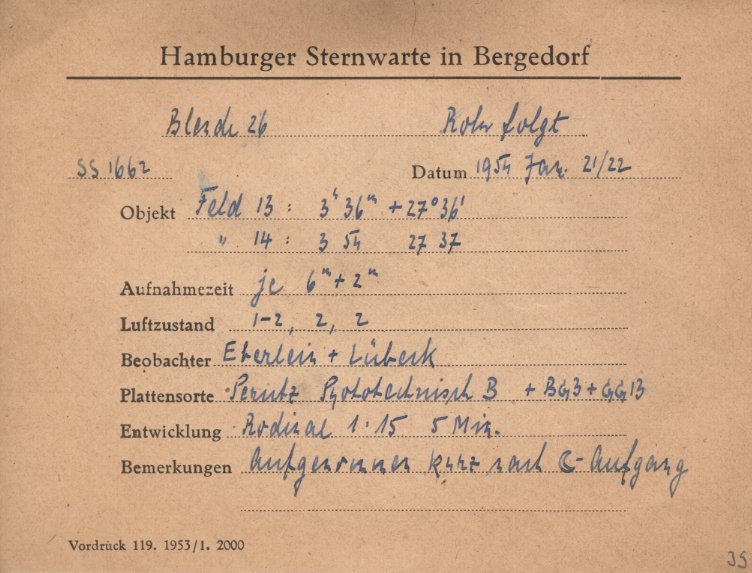 Hamburger Sternwarte in Bergedorf
Blende 26 Rohr folgt
SS 1662 Datum 1954 Jan. 21/22
Objekt Feld 13 : 3ʰ 36ᵐ +27° 36'
" 14 : 3 54 27 37
Aufnahmezeit je 6ᵐ + 2ᵐ
Luftzustand 1-2, 2, 2
Beobachter Eberlein + Lübeck
Plattensorte Perutz Phototechnisch B + BG3 + GG13
Entwicklung Rodinal 1:15 5 Min.
Bemerkungen Aufgenommen kurz nach ☾-Aufgang
Vordruck 119. 1953/1. 2000
35